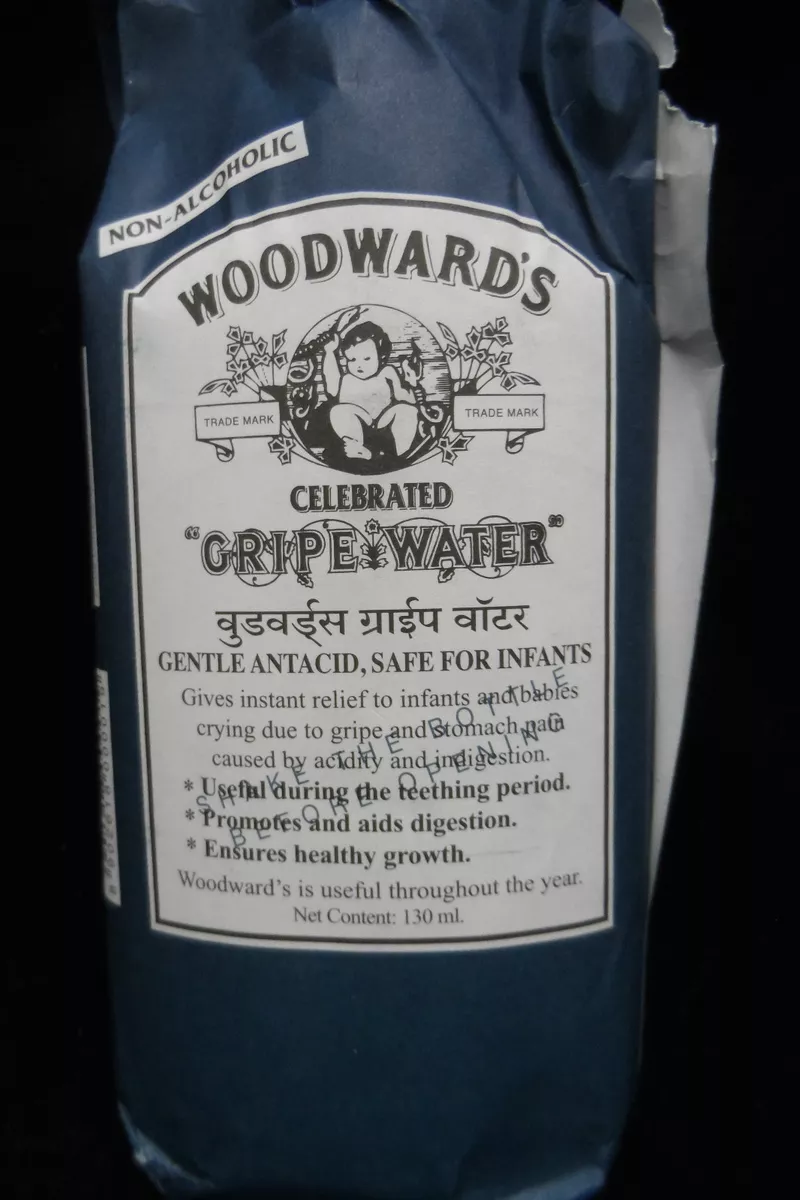 NON-ALCOHOLIC
WOODWARD'S
TRADE MARK
TRADE MARK
CELEBRATED
"GRIPE WATER"
वुडवर्ड्स ग्राईप वॉटर
GENTLE ANTACID, SAFE FOR INFANTS
Gives instant relief to infants and babies
crying due to gripe and stomach pain
caused by acidity and indigestion.
* Useful during the teething period.
* Promotes and aids digestion.
* Ensures healthy growth.
SHAKE THE BOTTLE
BEFORE OPENING
Woodward's is useful throughout the year.
Net Content: 130 ml.